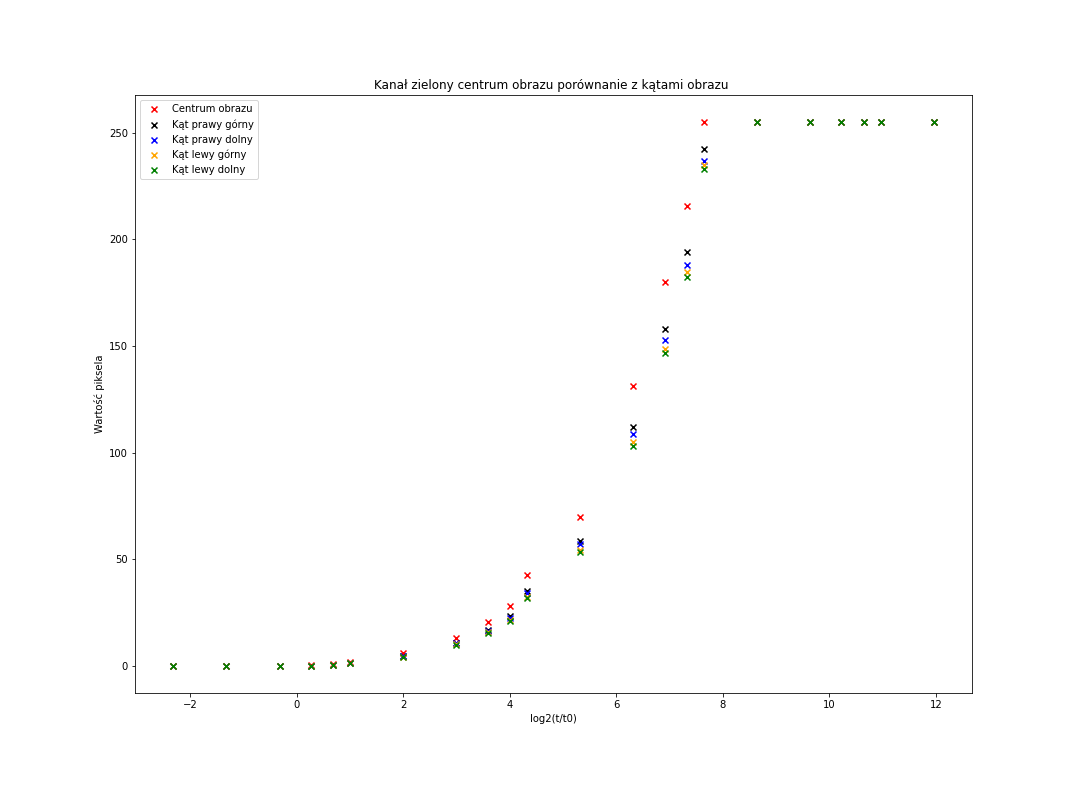 Kanał zielony centrum obrazu porównanie z kątami obrazu
Centrum obrazu
Kąt prawy górny
Kąt prawy dolny
Kąt lewy górny
Kąt lewy dolny
250
200
150
100
50
0
Wartość piksela
−2 0 2 4 6 8 10 12
log2(t/t0)